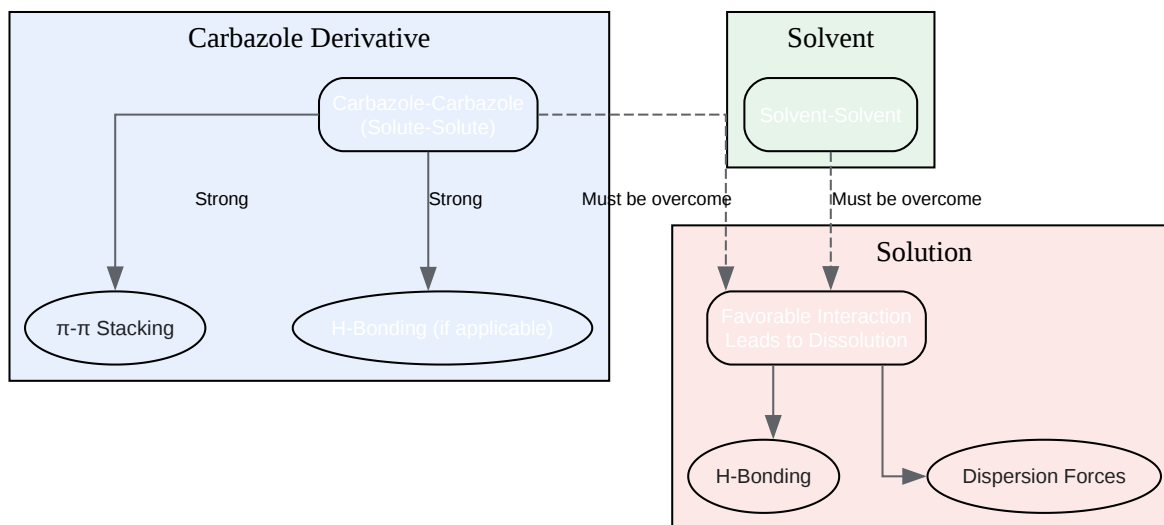 Carbazole Derivative
Solvent
Carbazole-Carbazole
(Solute-Solute)
Solvent-Solvent
Strong
Strong
Must be overcome
Must be overcome
Solution
π-π Stacking
H-Bonding (if applicable)
Favorable Interaction
Leads to Dissolution
H-Bonding
Dispersion Forces